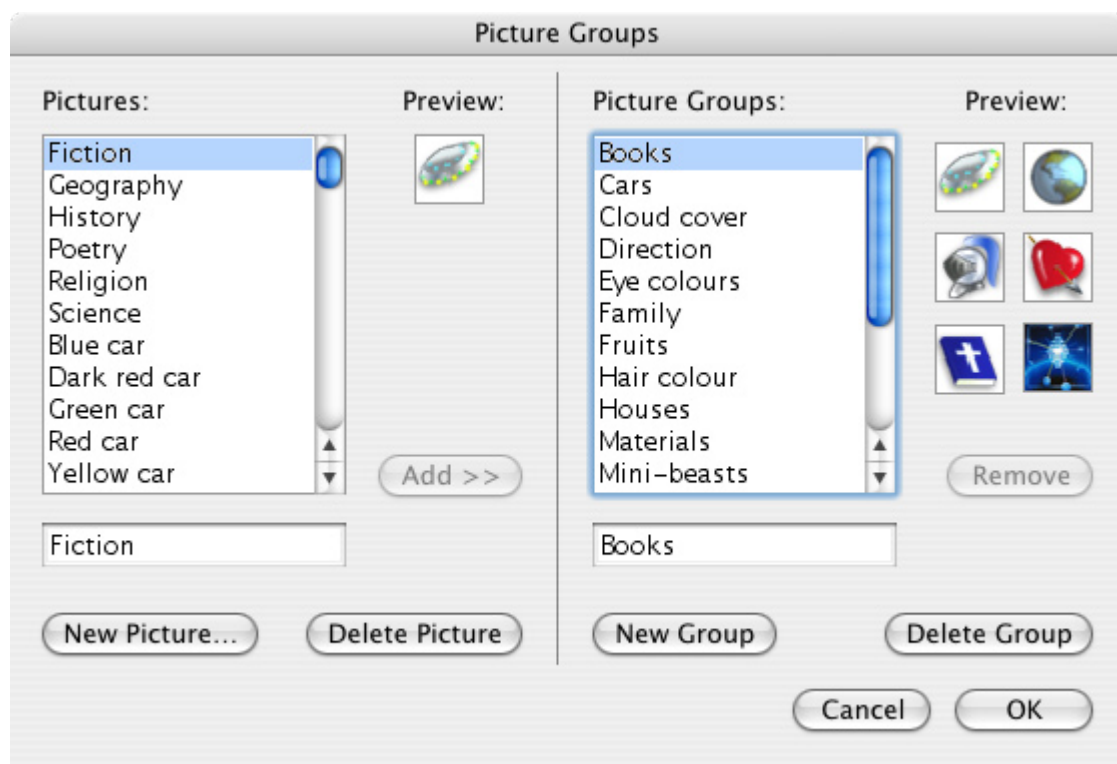 Picture Groups
Pictures:
Preview:
Fiction
Geography
History
Poetry
Religion
Science
Blue car
Dark red car
Green car
Red car
Yellow car
Add >>
Fiction
New Picture...
Delete Picture
Picture Groups:
Preview:
Books
Cars
Cloud cover
Direction
Eye colours
Family
Fruits
Hair colour
Houses
Materials
Mini-beasts
Remove
Books
New Group
Delete Group
Cancel
OK